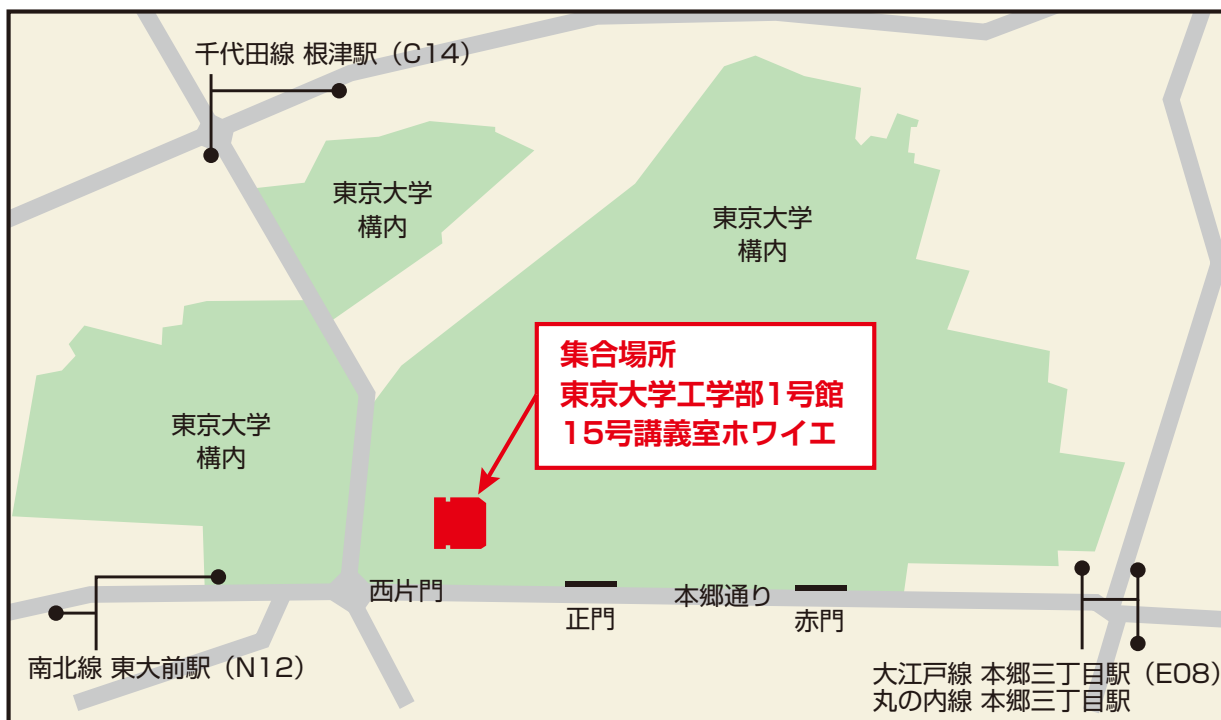 千代田線 根津駅（C14）
東京大学
構内
東京大学
構内
集合場所
東京大学工学部1号館
15号講義室ホワイエ
東京大学
構内
西片門
正門
本郷通り
赤門
南北線 東大前駅（N12）
大江戸線 本郷三丁目駅（E08）
丸の内線 本郷三丁目駅